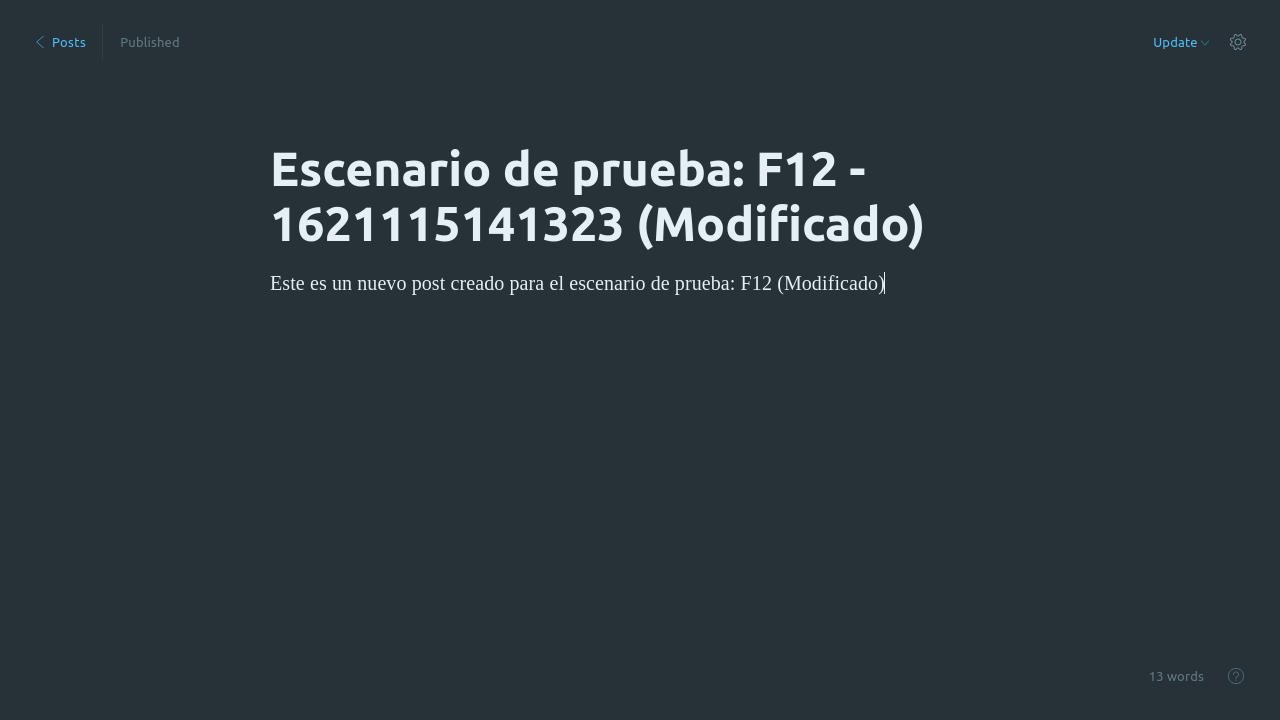 Posts
Published
Update
Escenario de prueba: F12 -
1621115141323 (Modificado)
Este es un nuevo post creado para el escenario de prueba: F12 (Modificado)
13 words